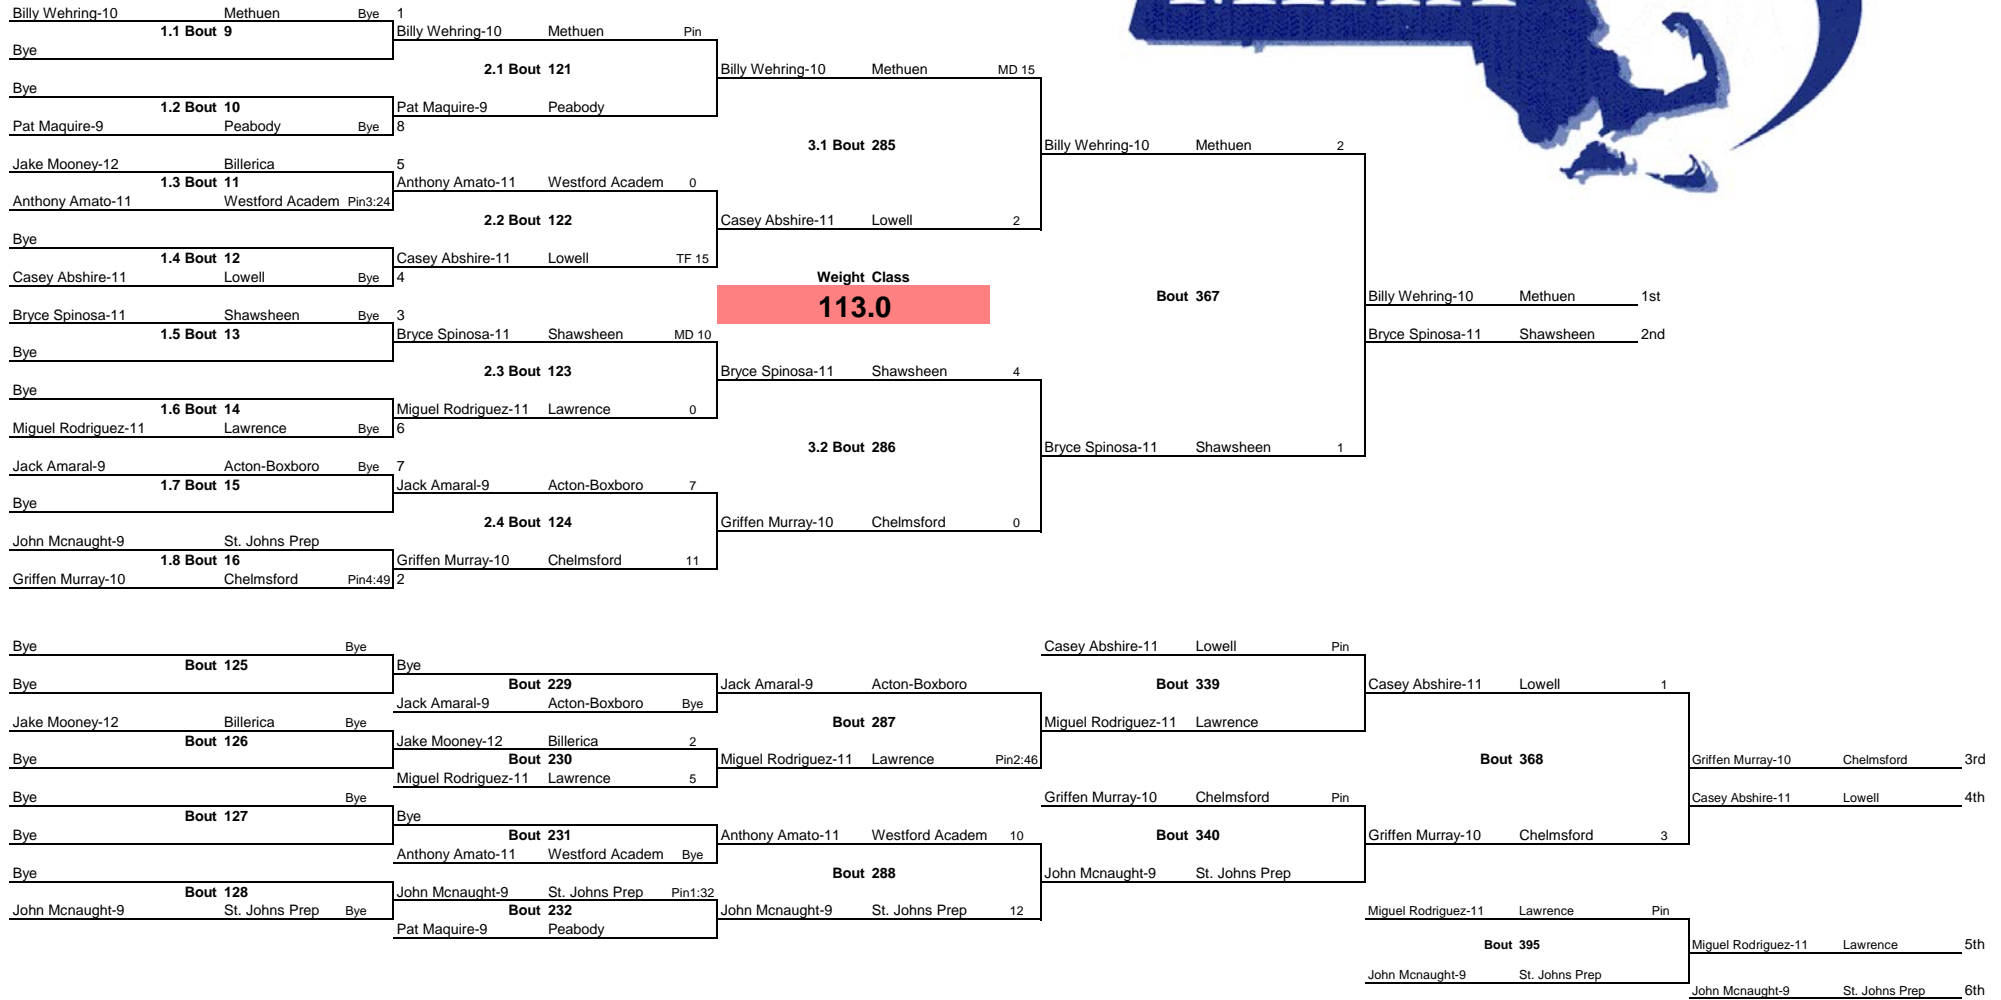 Billy Wehring-10 Methuen Bye 1
1.1 Bout 9
Bye
Bye
1.2 Bout 10
Pat Maquire-9 Peabody Bye 8
Jake Mooney-12 Billerica 5
1.3 Bout 11
Anthony Amato-11 Westford Academ Pin3:24
Bye
1.4 Bout 12
Casey Abshire-11 Lowell Bye 4
Bryce Spinosa-11 Shawsheen Bye 3
1.5 Bout 13
Bye
Bye
1.6 Bout 14
Miguel Rodriguez-11 Lawrence Bye 6
Jack Amaral-9 Acton-Boxboro Bye 7
1.7 Bout 15
Bye
John Mcnaught-9 St. Johns Prep
1.8 Bout 16
Griffen Murray-10 Chelmsford Pin4:49 2
Billy Wehring-10 Methuen Pin
2.1 Bout 121
Pat Maquire-9 Peabody
Anthony Amato-11 Westford Academ 0
2.2 Bout 122
Casey Abshire-11 Lowell TF 15
Bryce Spinosa-11 Shawsheen MD 10
2.3 Bout 123
Miguel Rodriguez-11 Lawrence 0
Jack Amaral-9 Acton-Boxboro 7
2.4 Bout 124
Griffen Murray-10 Chelmsford 11
Billy Wehring-10 Methuen MD 15
3.1 Bout 285
Casey Abshire-11 Lowell 2
Weight Class
113.0
Bryce Spinosa-11 Shawsheen 4
3.2 Bout 286
Griffen Murray-10 Chelmsford 0
Billy Wehring-10 Methuen 2
Bout 367
Bryce Spinosa-11 Shawsheen 1
Billy Wehring-10 Methuen 1st
Bryce Spinosa-11 Shawsheen 2nd
Bye Bye
Bout 125
Bye
Jake Mooney-12 Billerica Bye
Bout 126
Bye
Bye Bye
Bout 127
Bye
Bye
Bout 128
John Mcnaught-9 St. Johns Prep Bye
Bye
Bout 229
Jack Amaral-9 Acton-Boxboro Bye
Jake Mooney-12 Billerica 2
Bout 230
Miguel Rodriguez-11 Lawrence 5
Bye
Bout 231
Anthony Amato-11 Westford Academ Bye
John Mcnaught-9 St. Johns Prep Pin1:32
Bout 232
Pat Maquire-9 Peabody
Jack Amaral-9 Acton-Boxboro
Bout 287
Miguel Rodriguez-11 Lawrence Pin2:46
Anthony Amato-11 Westford Academ 10
Bout 288
John Mcnaught-9 St. Johns Prep 12
Casey Abshire-11 Lowell Pin
Bout 339
Miguel Rodriguez-11 Lawrence
Griffen Murray-10 Chelmsford Pin
Bout 340
John Mcnaught-9 St. Johns Prep
Casey Abshire-11 Lowell 1
Bout 368
Griffen Murray-10 Chelmsford 3
Griffen Murray-10 Chelmsford 3rd
Casey Abshire-11 Lowell 4th
Miguel Rodriguez-11 Lawrence Pin
Bout 395
John Mcnaught-9 St. Johns Prep
Miguel Rodriguez-11 Lawrence 5th
John Mcnaught-9 St. Johns Prep 6th